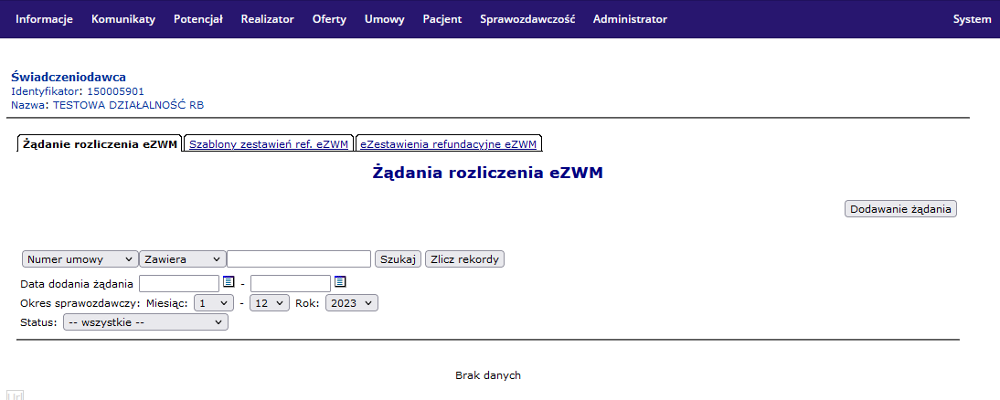 Informacje Komunikaty Potencjał Realizator Oferty Umowy Pacjent Sprawozdawczość Administrator System
Świadczeniodawca
Identyfikator: 150005901
Nazwa: TESTOWA DZIAŁALNOŚĆ RB
Żądanie rozliczenia eZWM Szablony zestawień ref. eZWM eZestawienia refundacyjne eZWM
Żądania rozliczenia eZWM
Dodawanie żądania
Numer umowy Zawiera Szukaj Zlicz rekordy
Data dodania żądania -
Okres sprawozdawczy: Miesiąc: 1 - 12 Rok: 2023
Status: -- wszystkie --
Brak danych